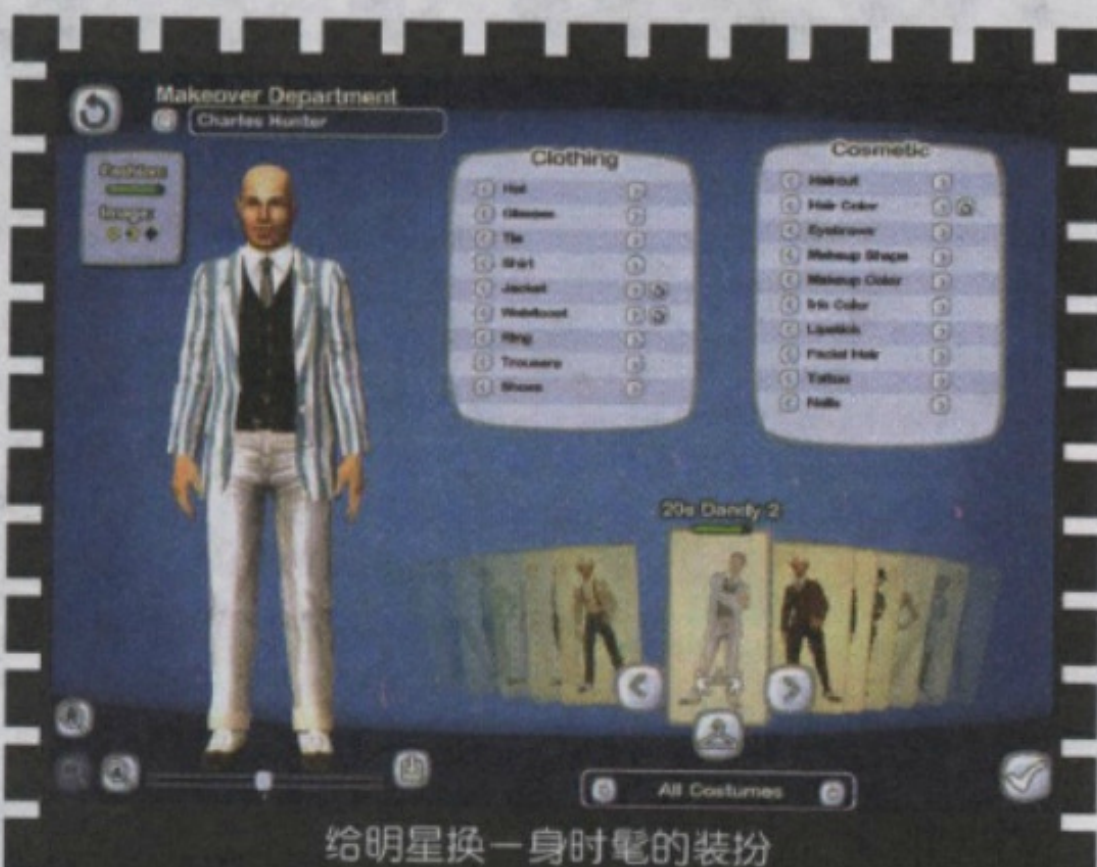 Makeover Department
Charles Hunter
Fashion:
Image:
Clothing
Hat
Glasses
Tie
Shirt
Jacket
Waistcoat
Ring
Trousers
Shoes
Cosmetic
Haircut
Hair Color
Eyebrows
Makeup Shape
Makeup Color
Iris Color
Lipstick
Facial Hair
Tattoo
Nails
20s Dandy 2
All Costumes
给明星换一身时髦的装扮